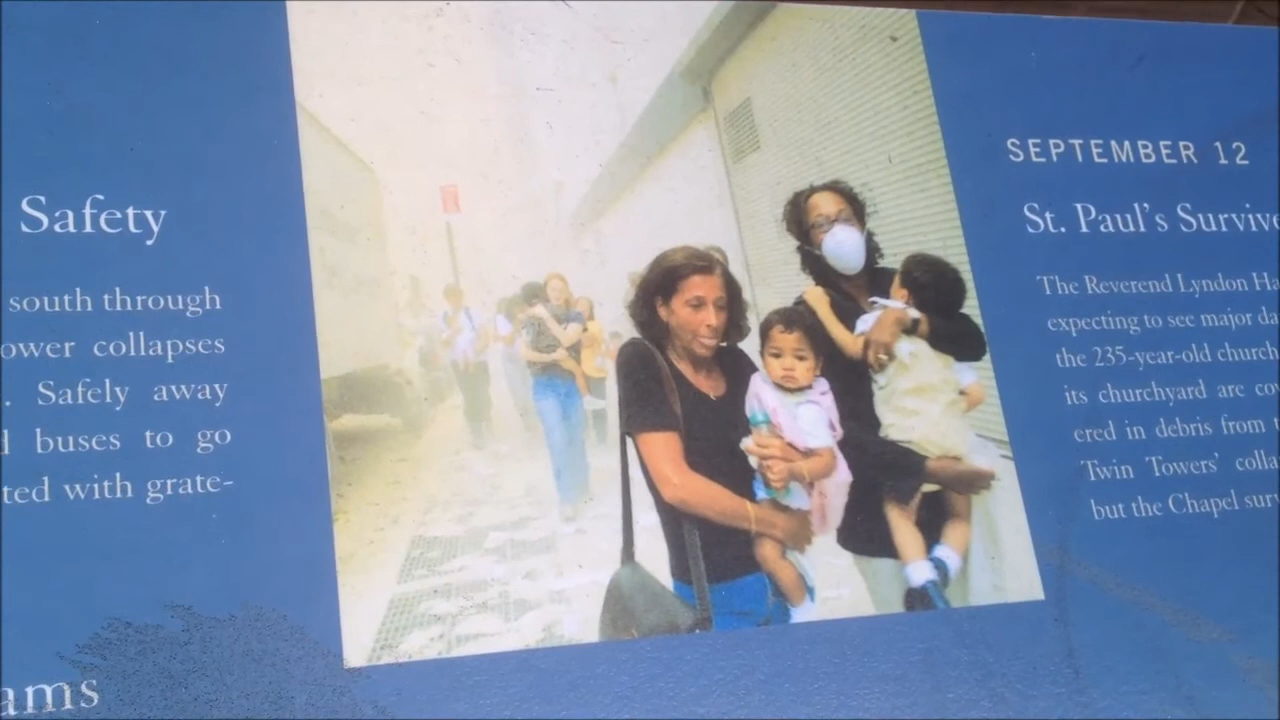 Safety
south through
ower collapses
. Safely away
d buses to go
ted with grate-
ams
SEPTEMBER 12
St. Paul's Survive
The Reverend Lyndon Ha
expecting to see major da
the 235-year-old church
its churchyard are co
ered in debris from
Twin Towers' colla
but the Chapel sur